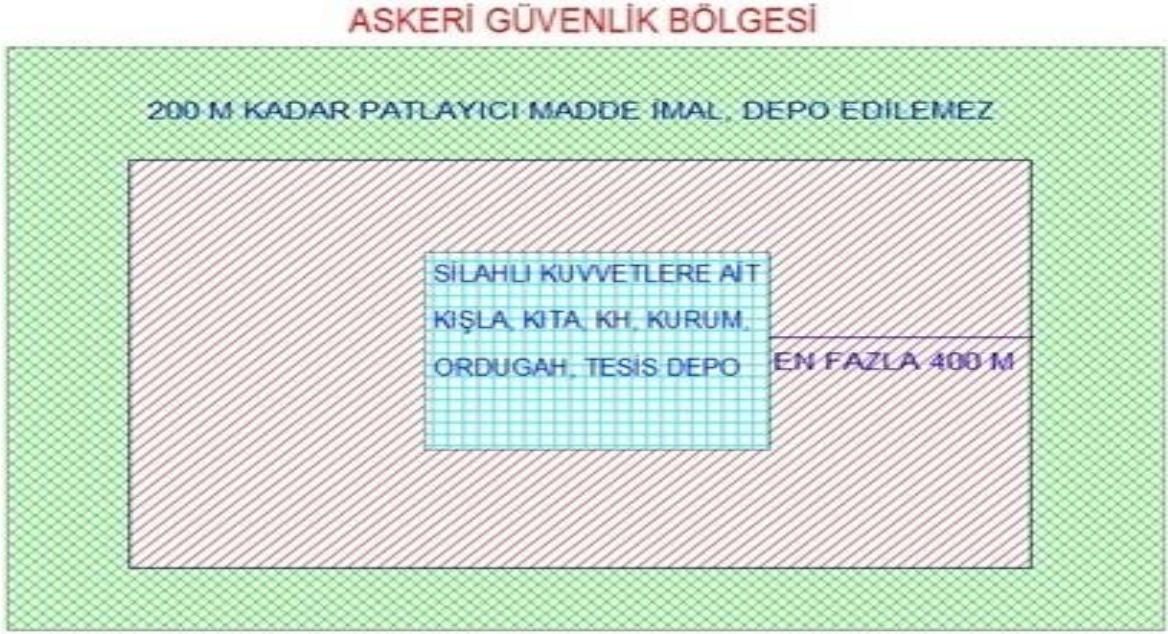 ASKERİ GÜVENLİK BÖLGESİ
200 M KADAR PATLAYICI MADDE İMAL, DEPO EDİLEMEZ
SİLAHLI KUVVETLERE AİT
KIŞLA, KITA, KH, KURUM,
ORDUGAH, TESİS DEPO
EN FAZLA 400 M